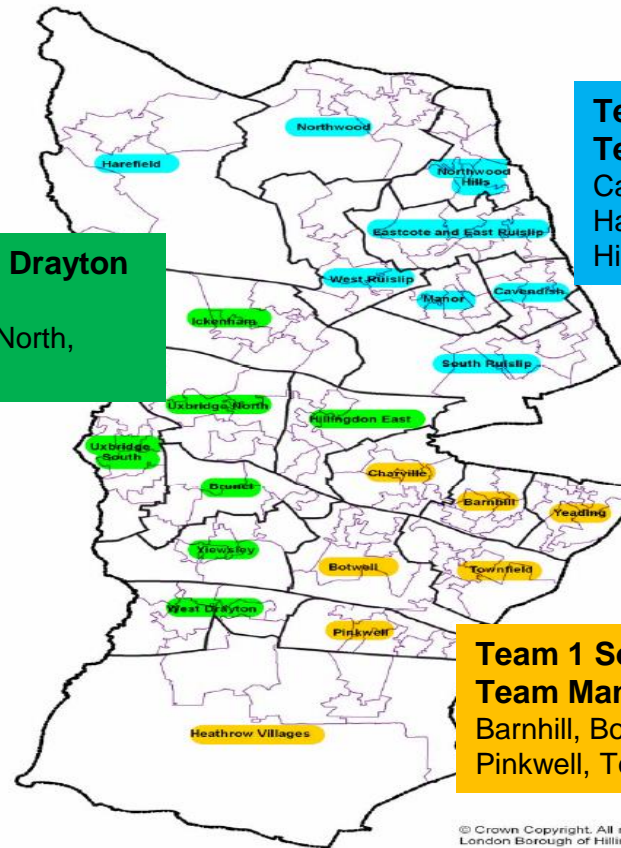 Northwood
Harefield
Northwood
Hills
Te
Te
Ca
Ha
Hi
Eastcote and East Ruislip
Drayton
North,
West Ruislip
Manor
Cavendish
Ickenham
South Ruislip
Uxbridge North
Hillingdon East
Uxbridge
South
Charville
Brunel
Barnhill
Yeading
Yiewsley
Botwell
Townfield
West Drayton
Pinkwell
Team 1 So
Team Man
Barnhill, Bo
Pinkwell, To
Heathrow Villages
© Crown Copyright. All r
London Borough of Hillin